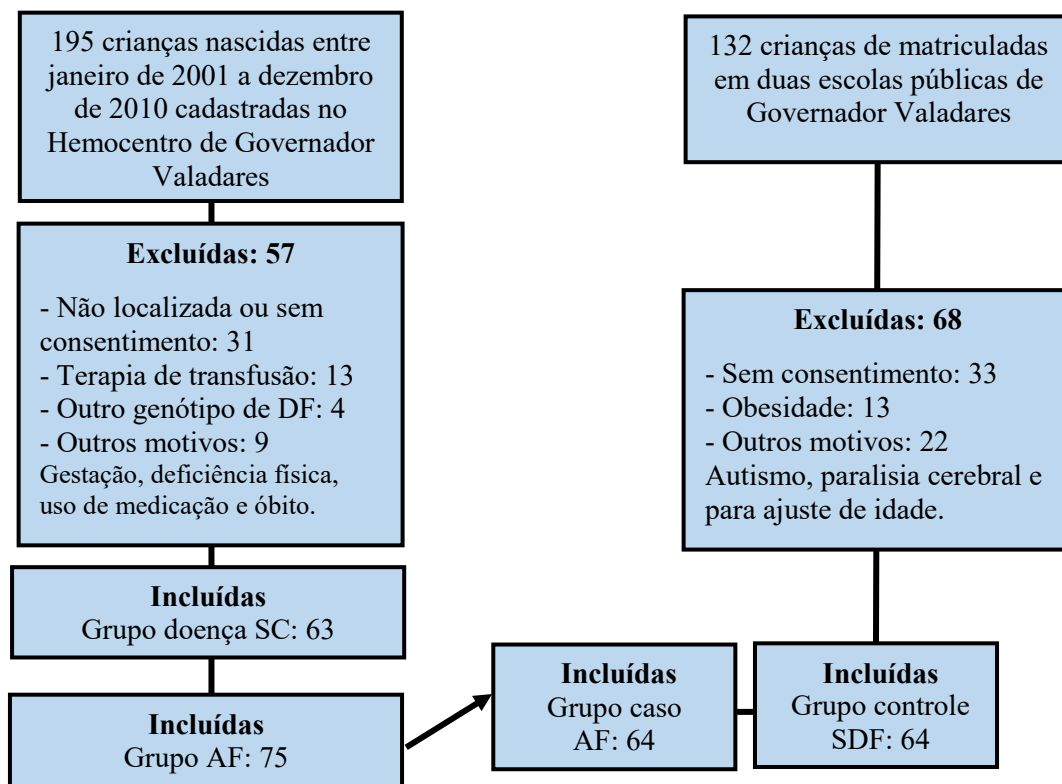 195 crianças nascidas entre
janeiro de 2001 a dezembro
de 2010 cadastradas no
Hemocentro de Governador
Valadares
Excluídas: 57
- Não localizada ou sem
consentimento: 31
- Terapia de transfusão: 13
- Outro genótipo de DF: 4
- Outros motivos: 9
Gestação, deficiência física,
uso de medicação e óbito.
Incluídas
Grupo doença SC: 63
Incluídas
Grupo AF: 75
132 crianças de matriculadas
em duas escolas públicas de
Governador Valadares
Excluídas: 68
- Sem consentimento: 33
- Obesidade: 13
- Outros motivos: 22
Autismo, paralisia cerebral e
para ajuste de idade.
Incluídas
Grupo caso
AF: 64
Incluídas
Grupo controle
SDF: 64